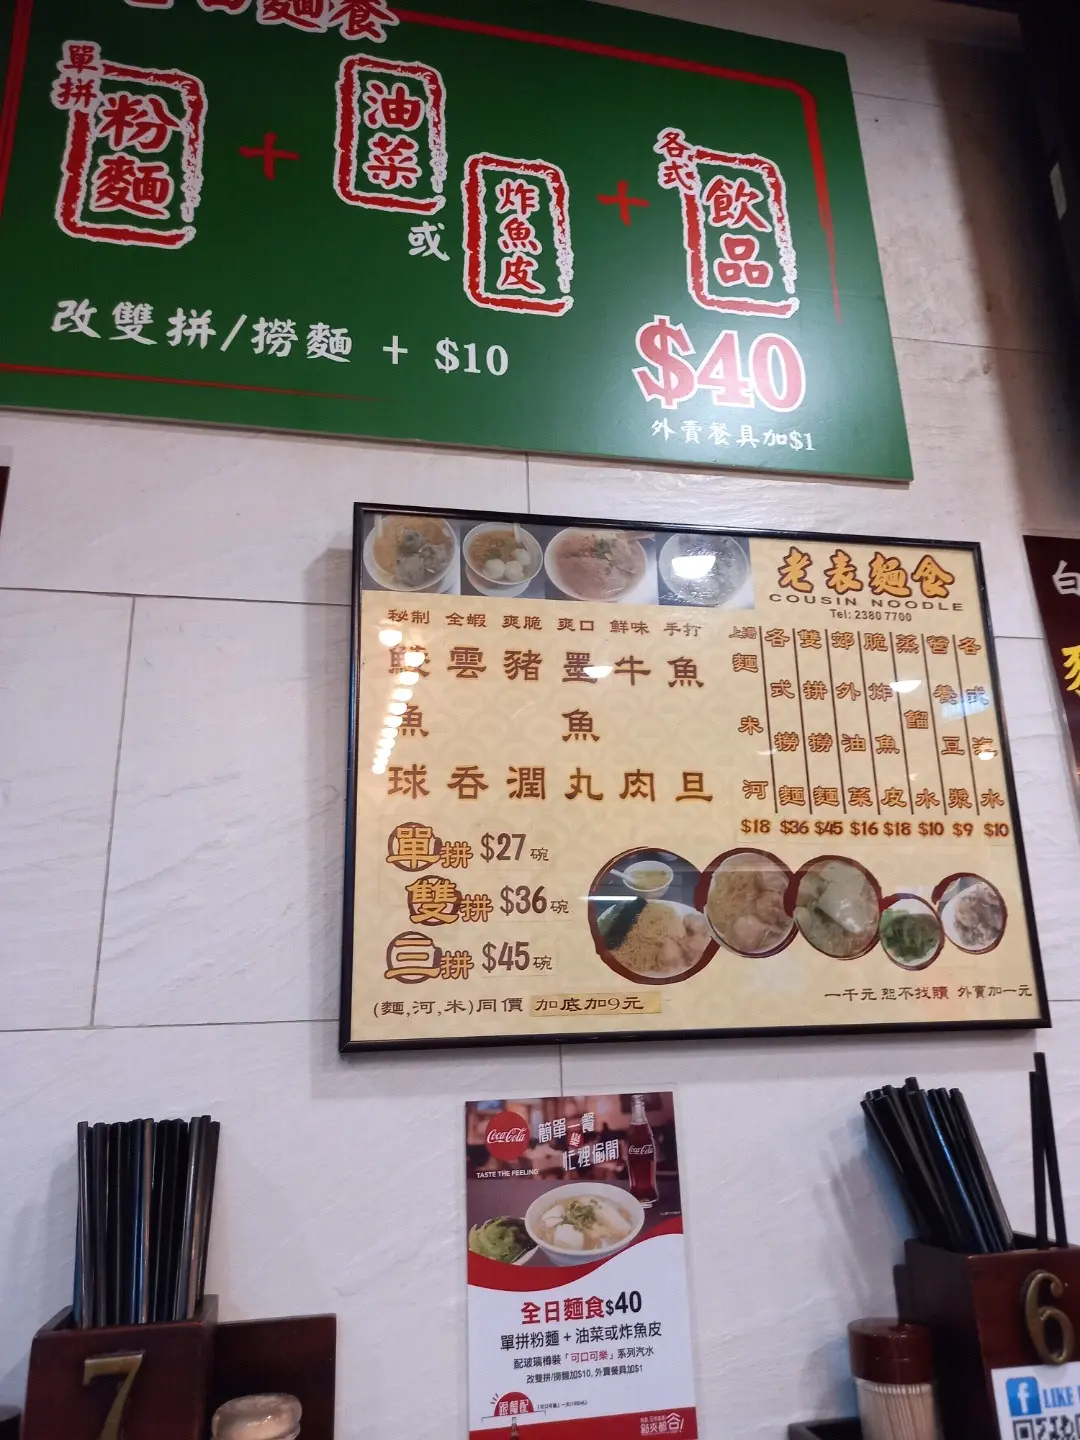 麵餐
單拼
粉麵
+
油菜
或
炸魚皮
+
各式
飲品
改雙拼/撈麵 + $10
$40
外賣餐具加$1
老表麵食
COUSIN NOODLE
Tel: 2380 7700
秘制 鯪魚球
全蝦 雲吞
爽脆 豬潤
爽口 墨魚丸
鮮味 牛肉
手打 魚旦
上湯麵米河 $18
各式撈麵 $36
雙拼撈麵 $45
郊外油菜 $16
脆炸魚皮 $18
蒸餾水 $10
營養豆漿 $9
各式汽水 $10
單拼 $27碗
雙拼 $36碗
三拼 $45碗
(麵,河,米)同價 加底加9元
一千元恕不找贖 外賣加一元
白
Coca-Cola
TASTE THE FEELING
簡單一餐
忙裡偷閒
Coca-Cola
全日麵食$40
單拼粉麵 + 油菜或炸魚皮
配玻璃樽裝「可口可樂」系列汽水
改雙拼/撈麵加$10, 外賣餐具加$1
跟餐配
7
6
f LIKE